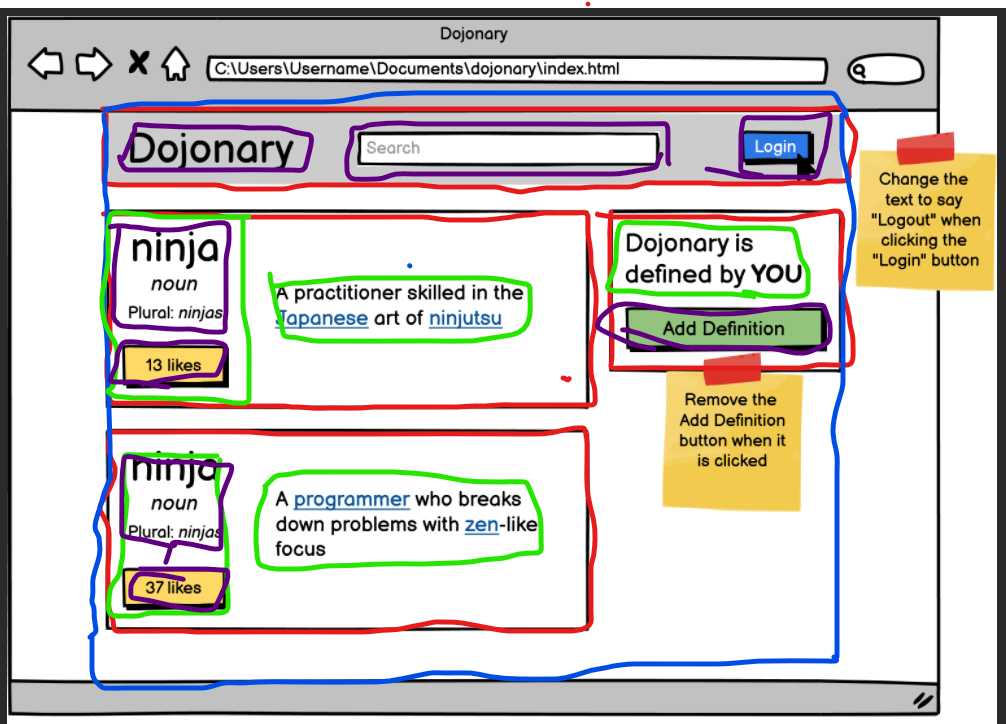 Dojonary
C:\Users\Username\Documents\dojonary\index.html
Dojonary
Search
Login
Change the
text to say
"Logout" when
clicking the
"Login" button
ninja
noun
Plural: ninjas
13 likes
A practitioner skilled in the
Japanese art of ninjutsu
Dojonary is
defined by YOU
Add Definition
Remove the
Add Definition
button when it
is clicked
ninja
noun
Plural: ninjas
37 likes
A programmer who breaks
down problems with zen-like
focus